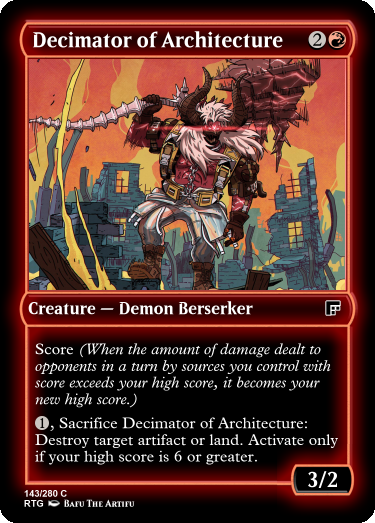 Decimator of Architecture 2
Creature — Demon Berserker
Score (When the amount of damage dealt to
opponents in a turn by sources you control with
score exceeds your high score, it becomes your
new high score.)
1, Sacrifice Decimator of Architecture:
Destroy target artifact or land. Activate only
if your high score is 6 or greater.
3/2
143/280 C
RTG Bafu The Artifu